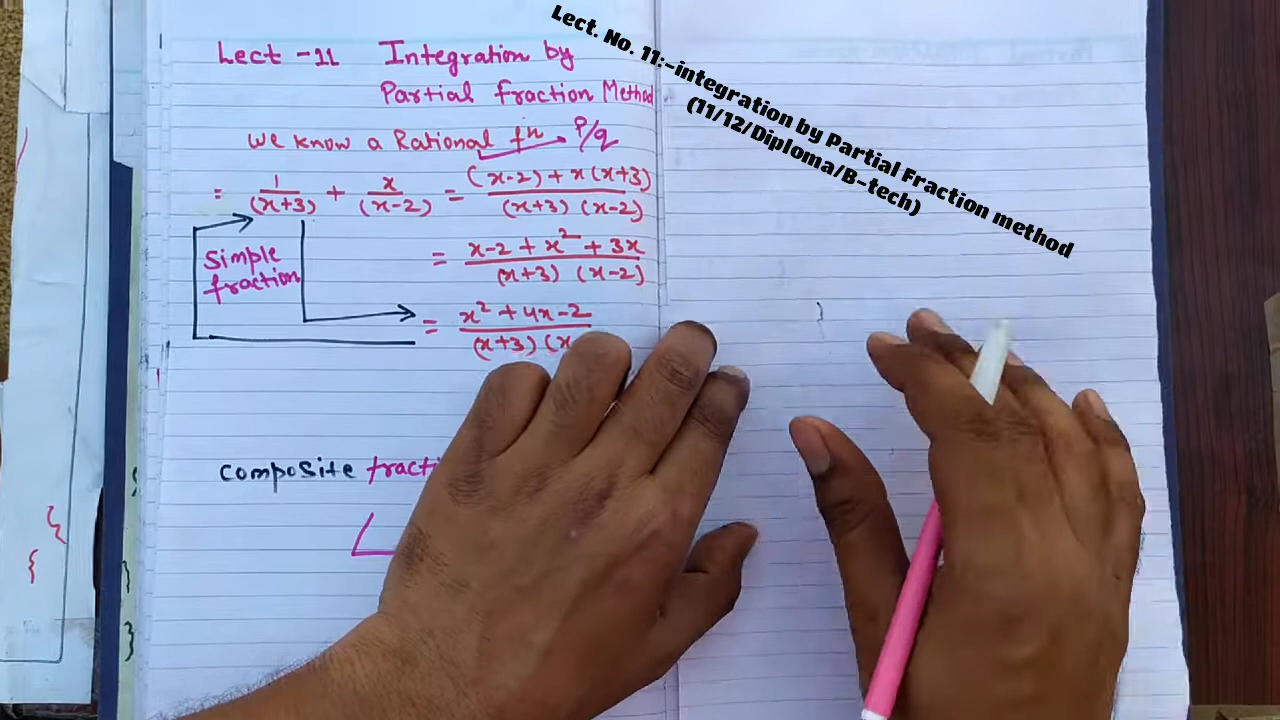 Lect. No. 11:-integration by Partial Fraction method
(11/12/Diploma/B-tech)
Lect -11 Integration by
Partial fraction Method
We know a Rational fn → P/q
= 1/(x+3) + x/(x-2) = (x-2) + x(x+3)/(x+3) (x-2)
= x-2 + x² + 3x/(x+3) (x-2)
Simple
fraction
= x² + 4x - 2/(x+3) (x
composite fracti